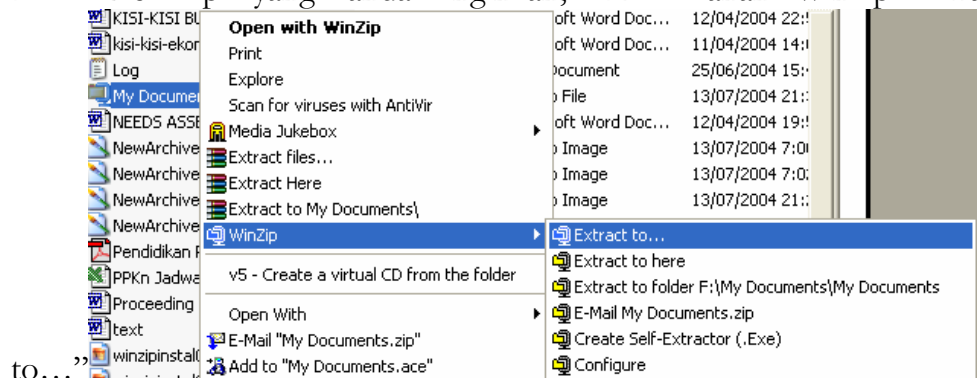 KISI-KISI BU
kisi-kisi-ekor
Log
My Docume
NEEDS ASSE
NewArchive
NewArchive
NewArchive
NewArchive
Pendidikan
PPKn Jadwa
Proceeding
text
winzipinstal
Open with WinZip
Print
Explore
Scan for viruses with AntiVir
Media Jukebox
Extract files...
Extract Here
Extract to My Documents\
WinZip
v5 - Create a virtual CD from the folder
Open With
E-Mail "My Documents.zip"
Add to "My Documents.ace"
oft Word Doc... 12/04/2004 22:
oft Word Doc... 11/04/2004 14:
ocument 25/06/2004 15:
File 13/07/2004 21:
oft Word Doc... 12/04/2004 19:
Image 13/07/2004 7:0
Image 13/07/2004 7:0
Image 13/07/2004 21:
Extract to...
Extract to here
Extract to folder F:\My Documents\My Documents
E-Mail My Documents.zip
Create Self-Extractor (.Exe)
Configure
to…”